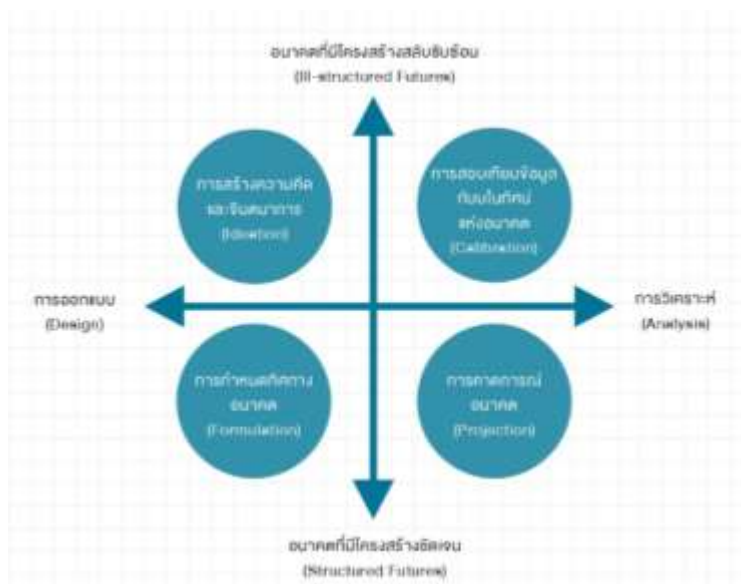 อนาคตที่มีโครงสร้างสลับซับซ้อน
(Ill-structured Futures)
การสร้างความคิด
และจินตนาการ
(Ideation)
การสอบเทียบข้อมูล
กับมโนทัศน์
แห่งอนาคต
(Calibration)
การออกแบบ
(Design)
การวิเคราะห์
(Analysis)
การกำหนดทิศทาง
อนาคต
(Formulation)
การคาดการณ์
อนาคต
(Projection)
อนาคตที่มีโครงสร้างชัดเจน
(Structured Futures)